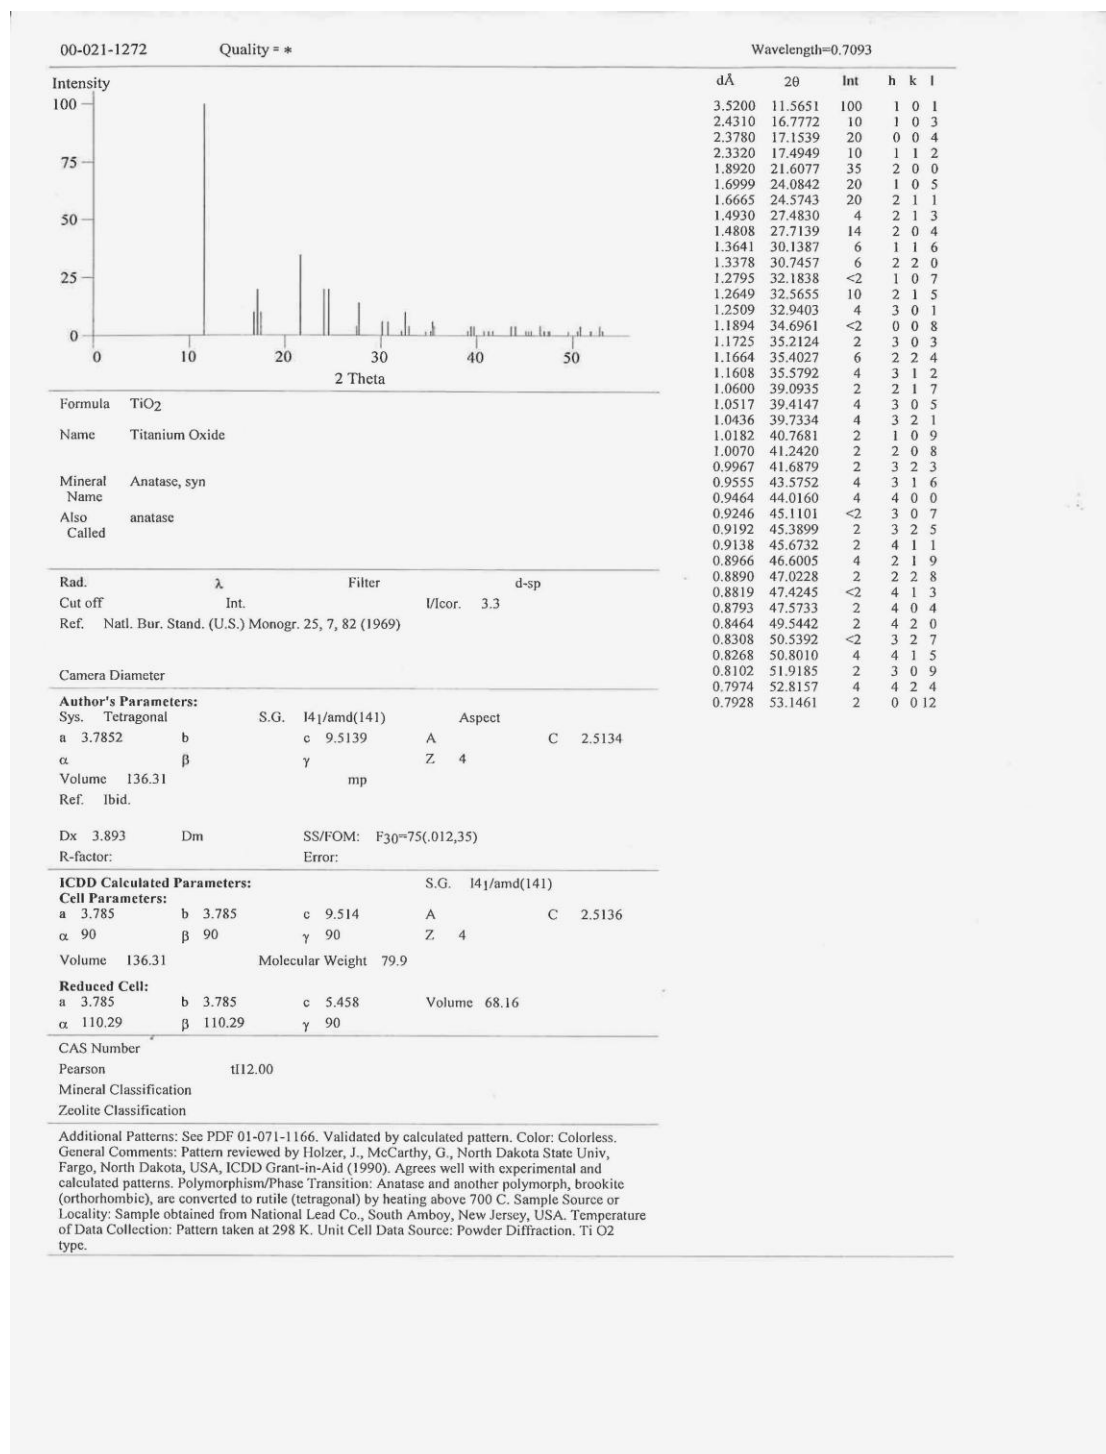 00-021-1272 Quality = * Wavelength=0.7093
Intensity
100
75
50
25
0
0 10 20 30 40 50
2 Theta
dÅ 2θ Int h k l
3.5200 11.5651 100 1 0 1
2.4310 16.7772 10 1 0 3
2.3780 17.1539 20 0 0 4
2.3320 17.4949 10 1 1 2
1.8920 21.6077 35 2 0 0
1.6999 24.0842 20 1 0 5
1.6665 24.5743 20 2 1 1
1.4930 27.4830 4 2 1 3
1.4808 27.7139 14 2 0 4
1.3641 30.1387 6 1 1 6
1.3378 30.7457 6 2 2 0
1.2795 32.1838 <2 1 0 7
1.2649 32.5655 10 2 1 5
1.2509 32.9403 4 3 0 1
1.1894 34.6961 <2 0 0 8
1.1725 35.2124 2 3 0 3
1.1664 35.4027 6 2 2 4
1.1608 35.5792 4 3 1 2
1.0600 39.0935 2 2 1 7
1.0517 39.4147 4 3 0 5
1.0436 39.7334 4 3 2 1
1.0182 40.7681 2 1 0 9
1.0070 41.2420 2 2 0 8
0.9967 41.6879 2 3 2 3
0.9555 43.5752 4 3 1 6
0.9464 44.0160 4 4 0 0
0.9246 45.1101 <2 3 0 7
0.9192 45.3899 2 3 2 5
0.9138 45.6732 2 4 1 1
0.8966 46.6005 4 2 1 9
0.8890 47.0228 2 2 2 8
0.8819 47.4245 <2 4 1 3
0.8793 47.5733 2 4 0 4
0.8464 49.5442 2 4 2 0
0.8308 50.5392 <2 3 2 7
0.8268 50.8010 4 4 1 5
0.8102 51.9185 2 3 0 9
0.7974 52.8157 4 4 2 4
0.7928 53.1461 2 0 0 12
Formula TiO2
Name Titanium Oxide
Mineral Anatase, syn
Name
Also anatase
Called
Rad. λ Filter d-sp
Cut off Int. I/Icor. 3.3
Ref. Natl. Bur. Stand. (U.S.) Monogr. 25, 7, 82 (1969)
Camera Diameter
Author's Parameters:
Sys. Tetragonal S.G. I41/amd(141) Aspect
a 3.7852 b c 9.5139 A C 2.5134
α β γ Z 4
Volume 136.31 mp
Ref. Ibid.
Dx 3.893 Dm SS/FOM: F30=75(.012,35)
R-factor: Error:
ICDD Calculated Parameters: S.G. I41/amd(141)
Cell Parameters:
a 3.785 b 3.785 c 9.514 A C 2.5136
α 90 β 90 γ 90 Z 4
Volume 136.31 Molecular Weight 79.9
Reduced Cell:
a 3.785 b 3.785 c 5.458 Volume 68.16
α 110.29 β 110.29 γ 90
CAS Number
Pearson tI12.00
Mineral Classification
Zeolite Classification
Additional Patterns: See PDF 01-071-1166. Validated by calculated pattern. Color: Colorless.
General Comments: Pattern reviewed by Holzer, J., McCarthy, G., North Dakota State Univ,
Fargo, North Dakota, USA, ICDD Grant-in-Aid (1990). Agrees well with experimental and
calculated patterns. Polymorphism/Phase Transition: Anatase and another polymorph, brookite
(orthorhombic), are converted to rutile (tetragonal) by heating above 700 C. Sample Source or
Locality: Sample obtained from National Lead Co., South Amboy, New Jersey, USA. Temperature
of Data Collection: Pattern taken at 298 K. Unit Cell Data Source: Powder Diffraction. Ti O2
type.